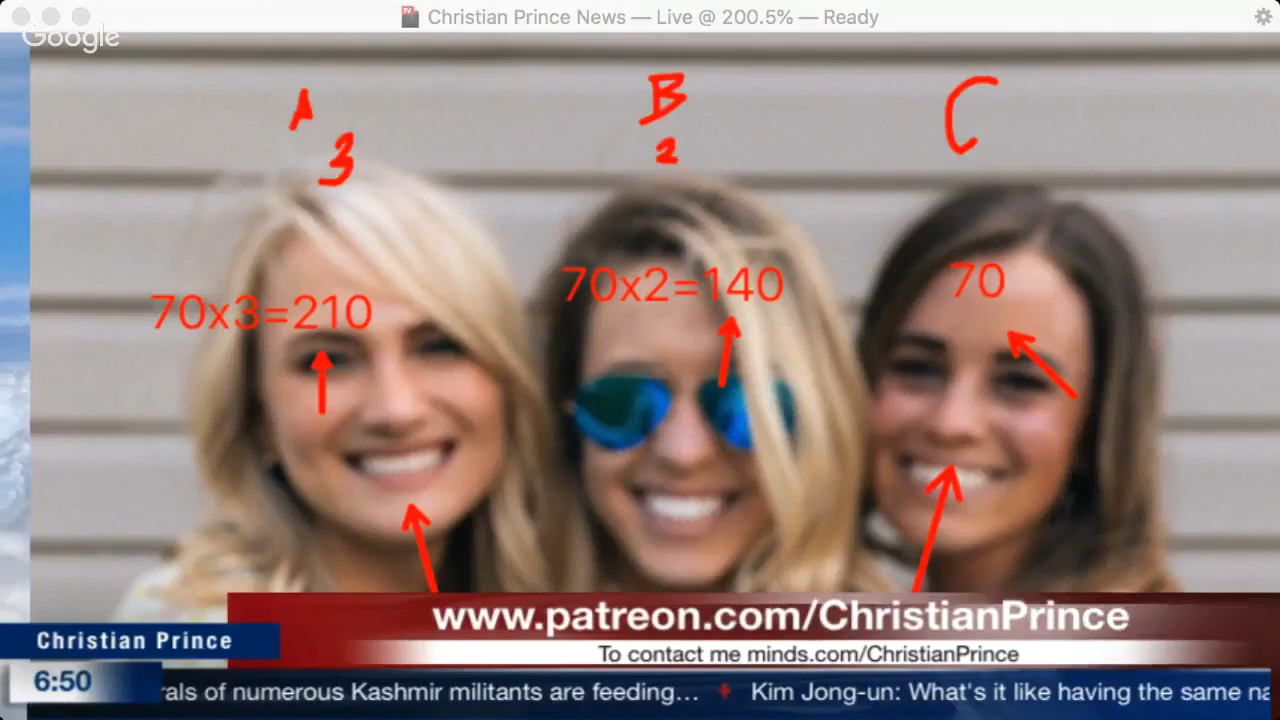 Christian Prince News — Live @ 200.5% — Ready
Google
A
B
C
3
2
70x3=210
70x2=140
70
www.patreon.com/ChristianPrince
Christian Prince
To contact me minds.com/ChristianPrince
6:50
of numerous Kashmir militants are feeding... Kim Jong-un: What's it like having the same